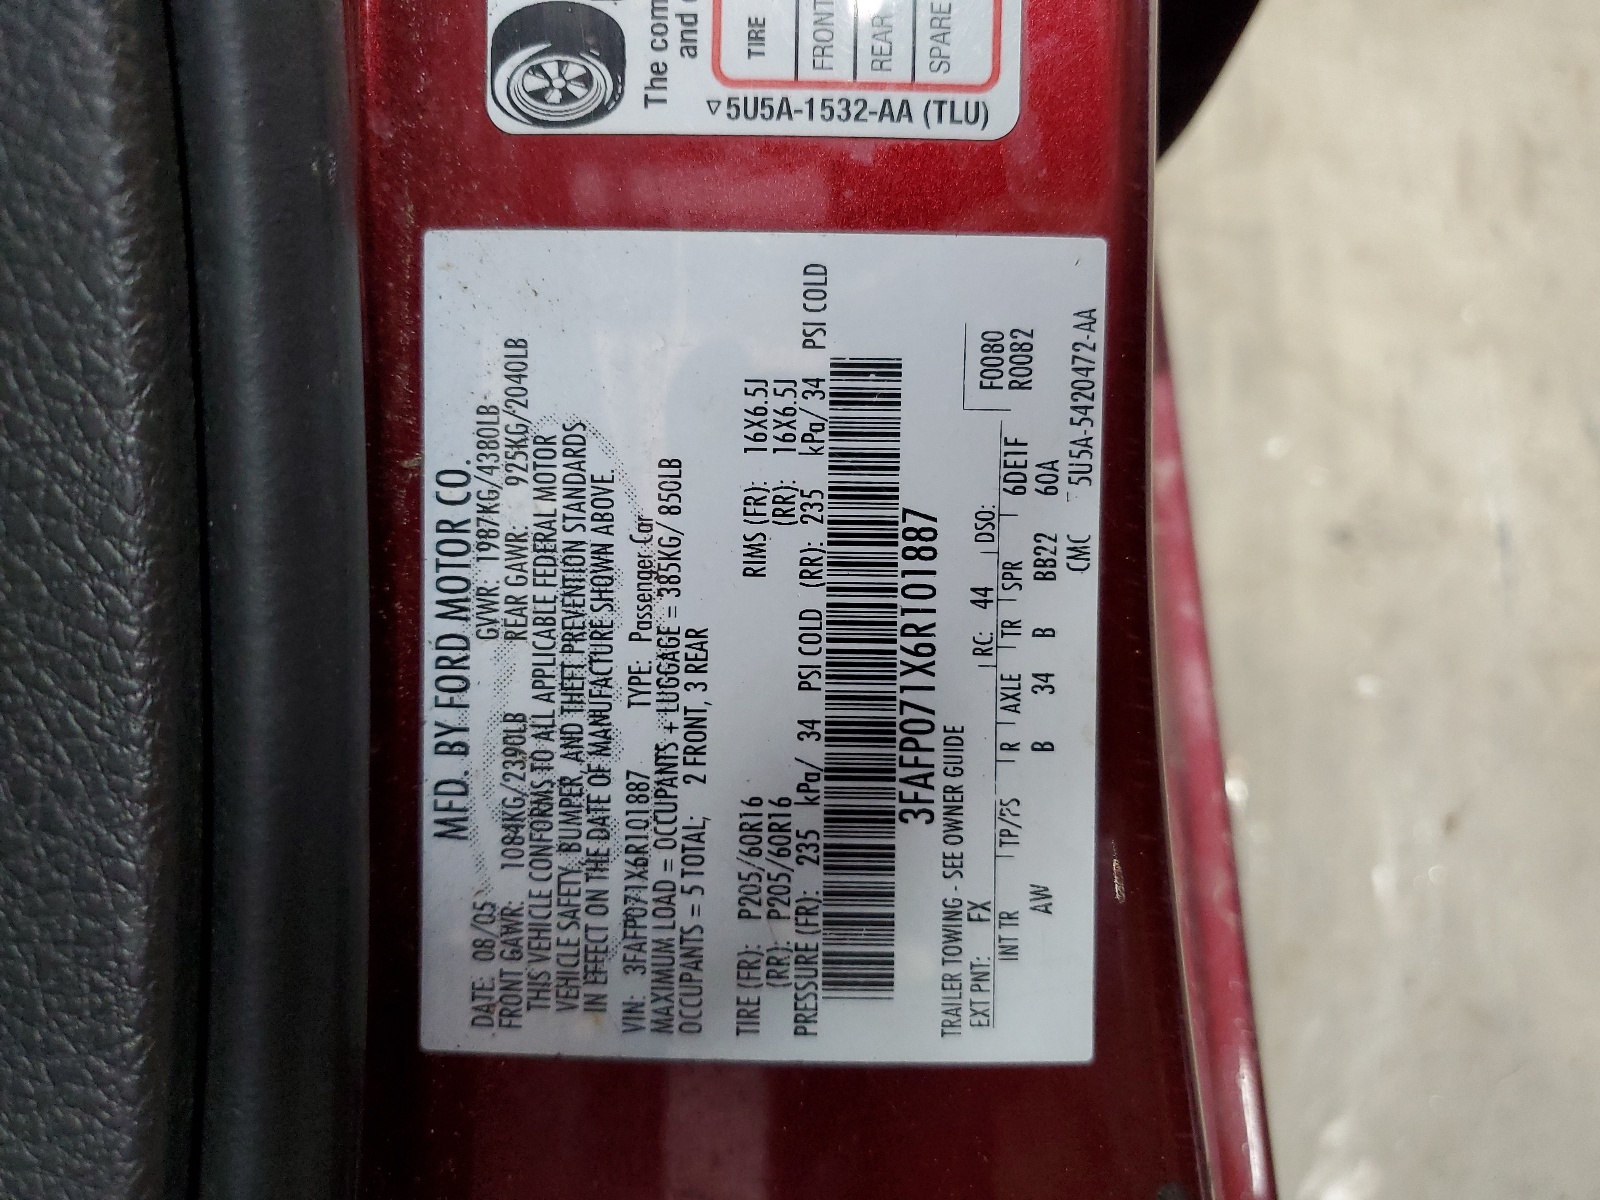 The com
and
TIRE
FRONT
REAR
SPARE
▽5U5A-1532-AA (TLU)
MFD. BY FORD MOTOR CO.
DATE: 08/05 GVWR: 1987KG/4380LB
FRONT GAWR: 1084KG/2390LB REAR GAWR: 925KG/2040LB
THIS VEHICLE CONFORMS TO ALL APPLICABLE FEDERAL MOTOR
VEHICLE SAFETY, BUMPER, AND THEFT PREVENTION STANDARDS
IN EFFECT ON THE DATE OF MANUFACTURE SHOWN ABOVE.
VIN: 3FAFP071X6R101887 TYPE: Passenger Car
MAXIMUM LOAD = OCCUPANTS + LUGGAGE = 385KG/ 850LB
OCCUPANTS = 5 TOTAL; 2 FRONT, 3 REAR
TIRE (FR): P205/60R16 RIMS (FR): 16X6.5J
(RR): P205/60R16 (RR): 16X6.5J
PRESSURE (FR): 235 kPa/ 34 PSI COLD (RR): 235 kPa/ 34 PSI COLD
3FAFP071X6R101887
TRAILER TOWING - SEE OWNER GUIDE
EXT PNT: FX RC: 44 DSO: F0080
INT TR TP/PS R AXLE TR SPR 6DE1F R0082
AW B 34 B BB22 60A
CMC 5U5A-5420472-AA